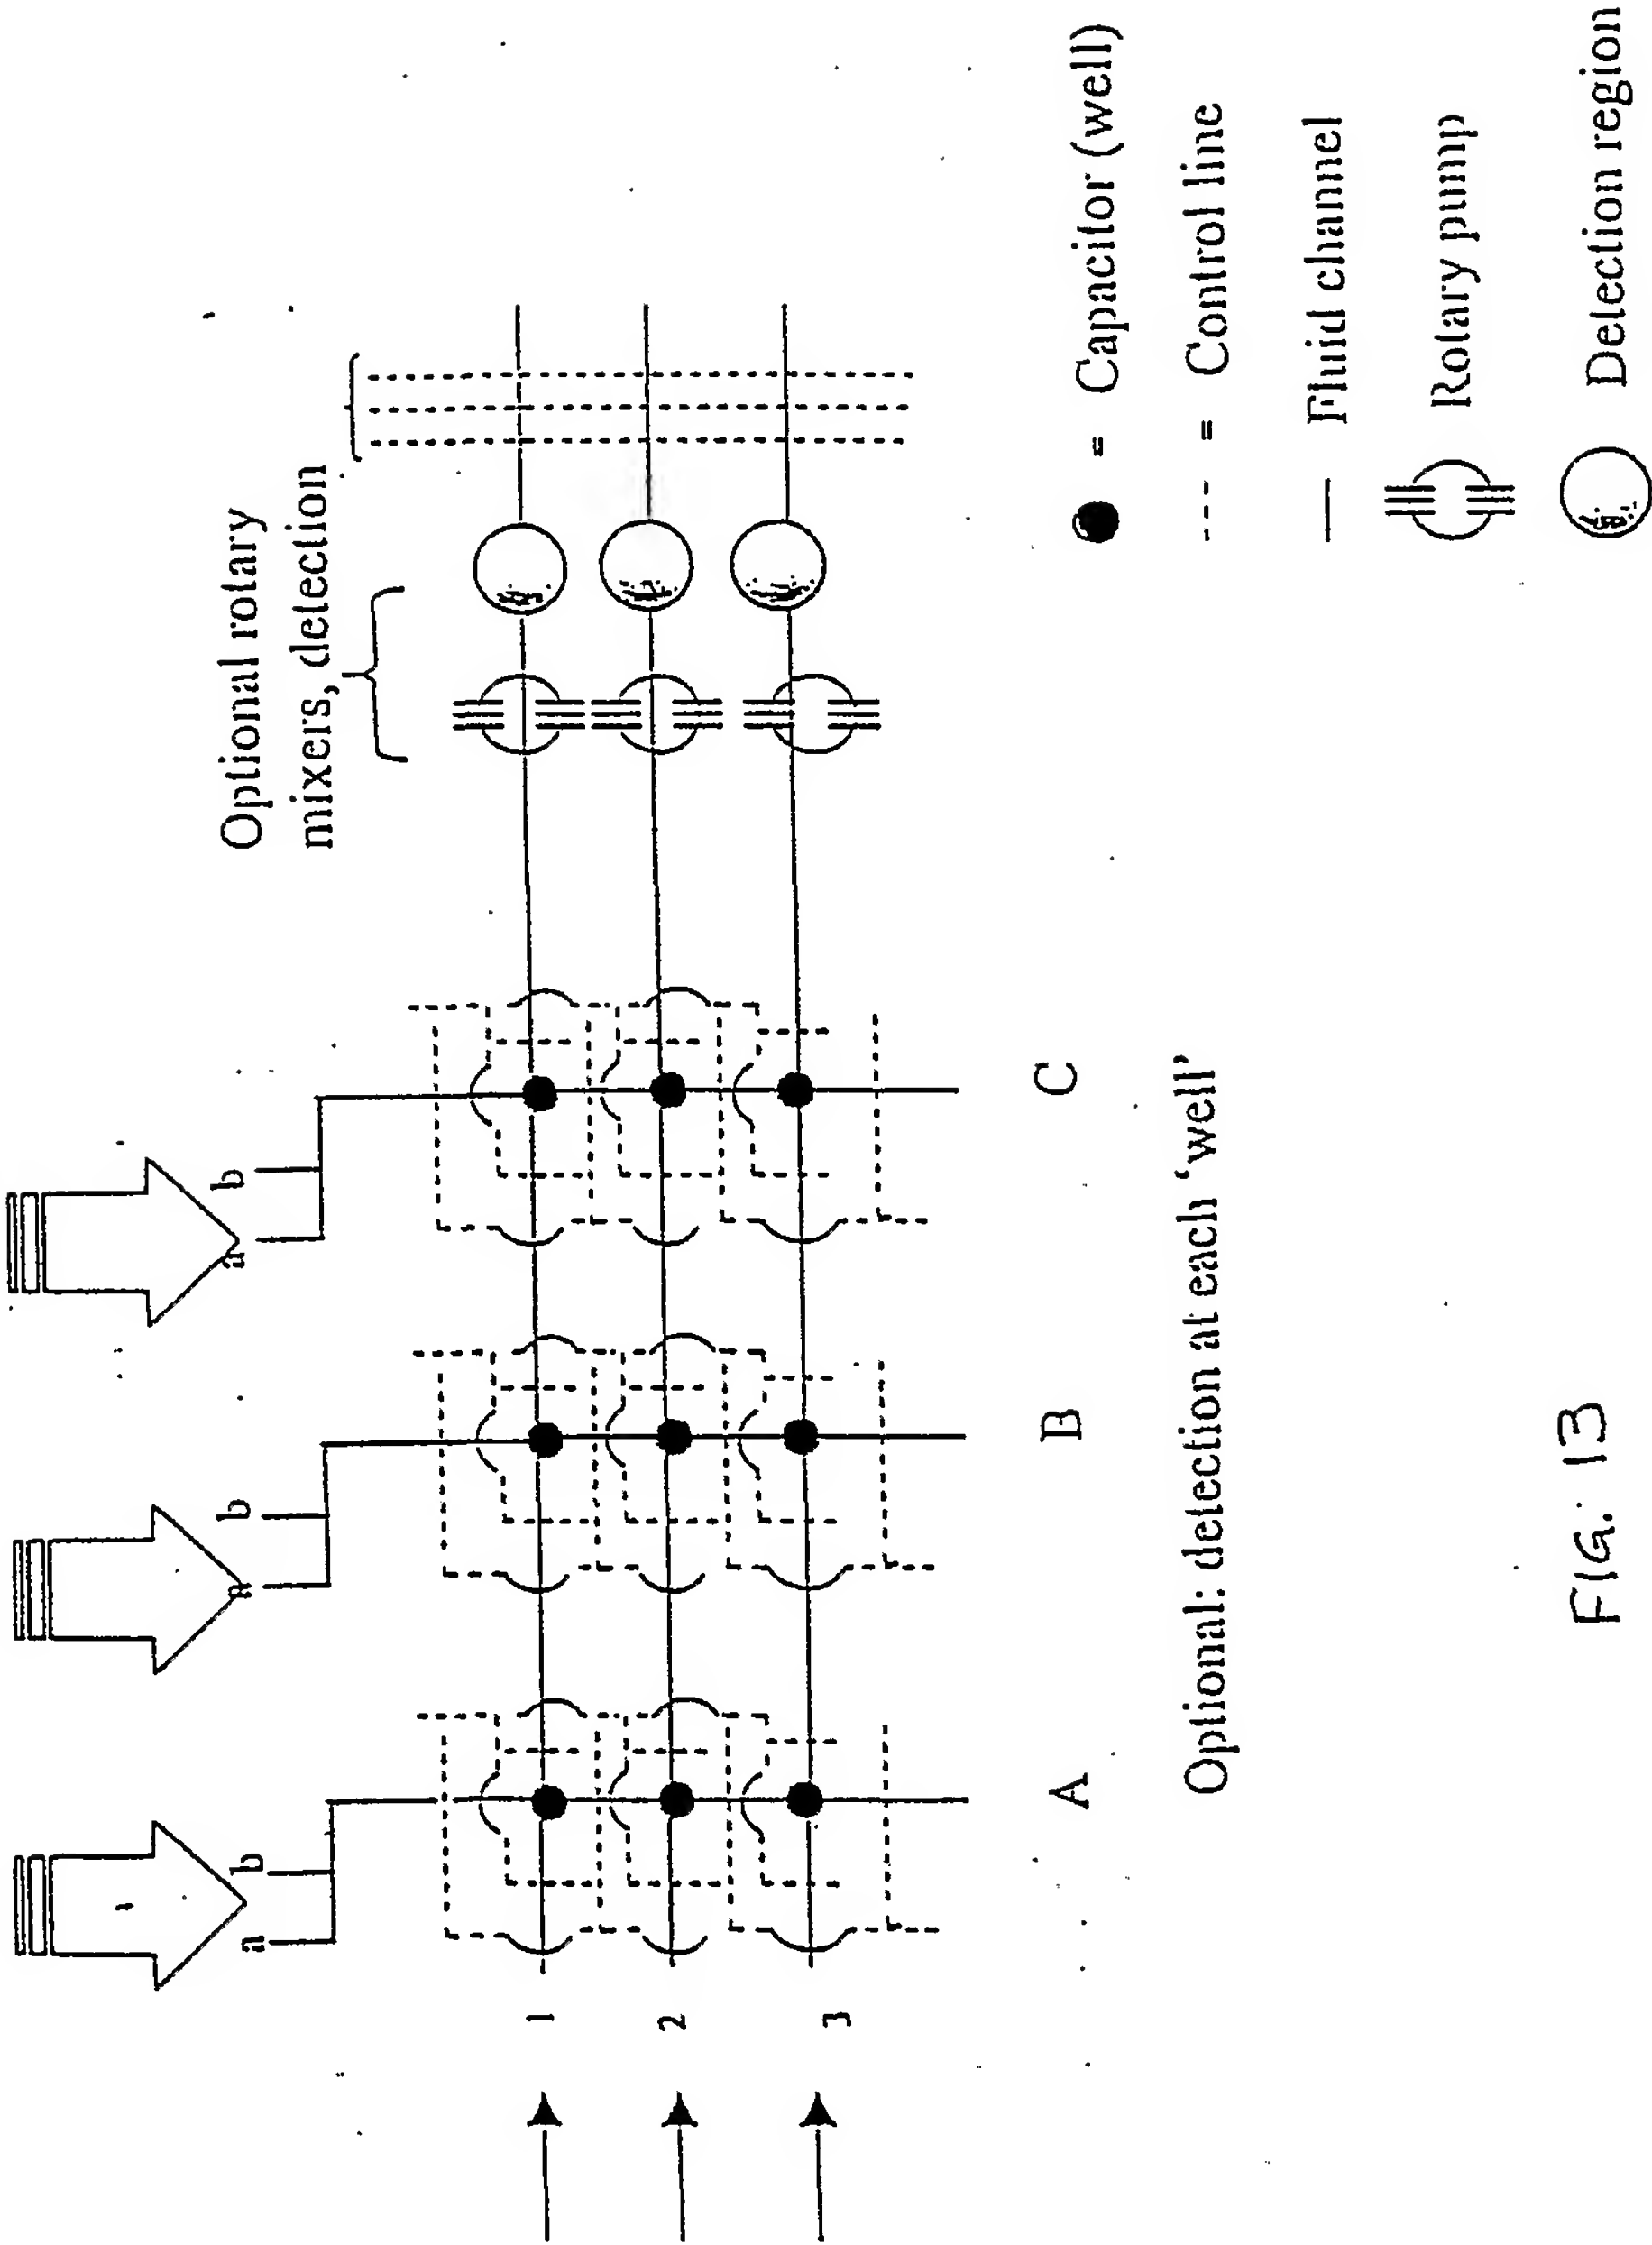 a
b
a
b
a
b
Optional rotary
mixers, detection
1
2
3
A
B
C
Optional: detection at each 'well'
= Capacitor (well)
--- = Control line
— Fluid channel
Rotary pump
Detection region
FIG. 13